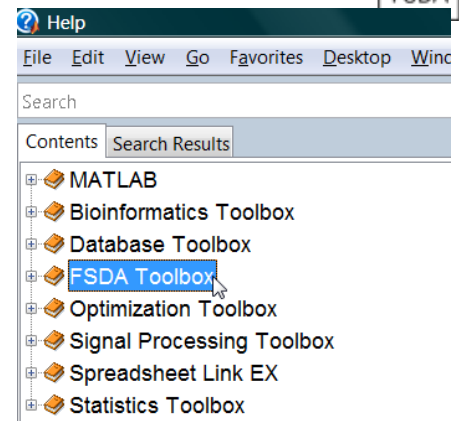 FSDA
Help
File Edit View Go Favorites Desktop
Search
Contents Search Results
MATLAB
Bioinformatics Toolbox
Database Toolbox
FSDA Toolbox
Optimization Toolbox
Signal Processing Toolbox
Spreadsheet Link EX
Statistics Toolbox